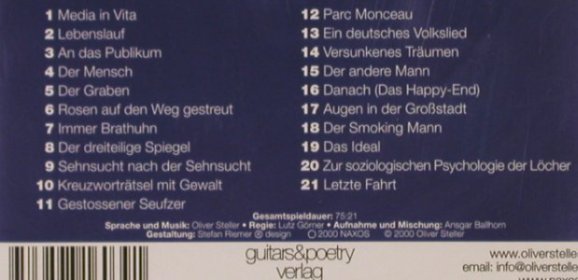 1 Media in Vita
2 Lebenslauf
3 An das Publikum
4 Der Mensch
5 Der Graben
6 Rosen auf den Weg gestreut
7 Immer Brathuhn
8 Der dreiteilige Spiegel
9 Sehnsucht nach der Sehnsucht
10 Kreuzworträtsel mit Gewalt
11 Gestossener Seufzer
12 Parc Monceau
13 Ein deutsches Volkslied
14 Versunkenes Träumen
15 Der andere Mann
16 Danach (Das Happy-End)
17 Augen in der Großstadt
18 Der Smoking Mann
19 Das Ideal
20 Zur soziologischen Psychologie der Löcher
21 Letzte Fahrt
Gesamtspieldauer: 75:21
Sprache und Musik: Oliver Steller • Regie: Lutz Görner • Aufnahme und Mischung: Ansgar Ballhorn
Gestaltung: Stefan Riemer @ design Ⓟ 2000 NAXOS © 2000 Oliver Steller
guitars&poetry
verlag
www.oliverstelle
email: info@oliverstelle
www.naxos